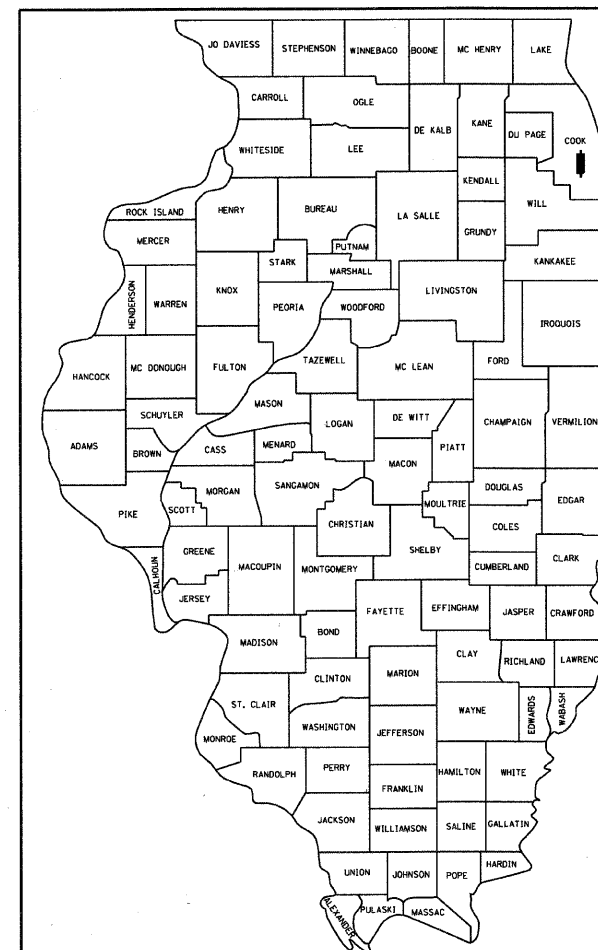 JO DAVIESS
STEPHENSON
WINNEBAGO
BOONE
MC HENRY
LAKE
CARROLL
OGLE
DE KALB
KANE
DU PAGE
COOK
WHITESIDE
LEE
KENDALL
WILL
ROCK ISLAND
HENRY
BUREAU
LA SALLE
GRUNDY
MERCER
PUTNAM
KANKAKEE
STARK
MARSHALL
HENDERSON
WARREN
KNOX
PEORIA
WOODFORD
LIVINGSTON
IROQUOIS
HANCOCK
MC DONOUGH
FULTON
TAZEWELL
MC LEAN
FORD
MASON
SCHUYLER
LOGAN
DE WITT
CHAMPAIGN
VERMILION
ADAMS
BROWN
CASS
MENARD
PIATT
MACON
MORGAN
SANGAMON
DOUGLAS
EDGAR
PIKE
SCOTT
CHRISTIAN
MOULTRIE
COLES
GREENE
MACOUPIN
MONTGOMERY
SHELBY
CUMBERLAND
CLARK
CALHOUN
JERSEY
FAYETTE
EFFINGHAM
JASPER
CRAWFORD
MADISON
BOND
CLAY
RICHLAND
LAWRENC
CLINTON
MARION
ST. CLAIR
WAYNE
EDWARDS
WABASH
MONROE
WASHINGTON
JEFFERSON
RANDOLPH
PERRY
HAMILTON
WHITE
FRANKLIN
JACKSON
WILLIAMSON
SALINE
GALLATIN
UNION
JOHNSON
POPE
HARDIN
ALEXANDER
PULASKI
MASSAC